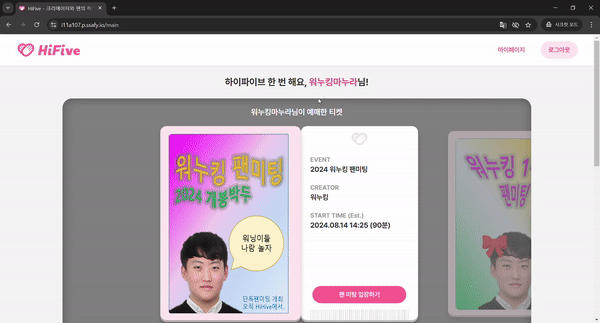 HiFive - 크리에이터와 팬의 하
i11a107.p.ssafy.io/main
시크릿 모드
HiFive
마이페이지
로그아웃
하이파이브 한 번 해요, 워누킹마누라님!
워누킹마누라님이 예매한 티켓
워누킹 팬미팅
2024 개봉박두
워닝이들
나랑 놀자
단독팬미팅 개최
오직 HiHive에서..
EVENT
2024 워누킹 팬미팅
CREATOR
워누킹
START TIME (Est.)
2024.08.14 14:25 (90분)
팬 미팅 입장하기
워누킹 1
팬미팅